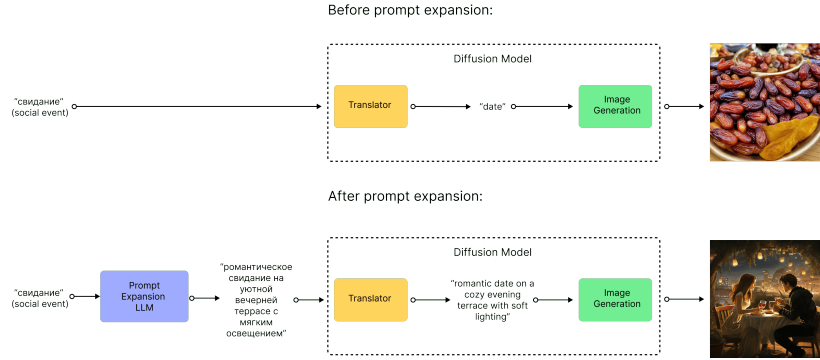 Before prompt expansion:
Diffusion Model
“свидание”
(social event)
Translator
“date”
Image
Generation
After prompt expansion:
Diffusion Model
“свидание”
(social event)
Prompt
Expansion
LLM
“романтическое
свидание на
уютной
вечерней
террасе с
мягким
освещением”
Translator
“romantic date on a
cozy evening
terrace with soft
lighting”
Image
Generation